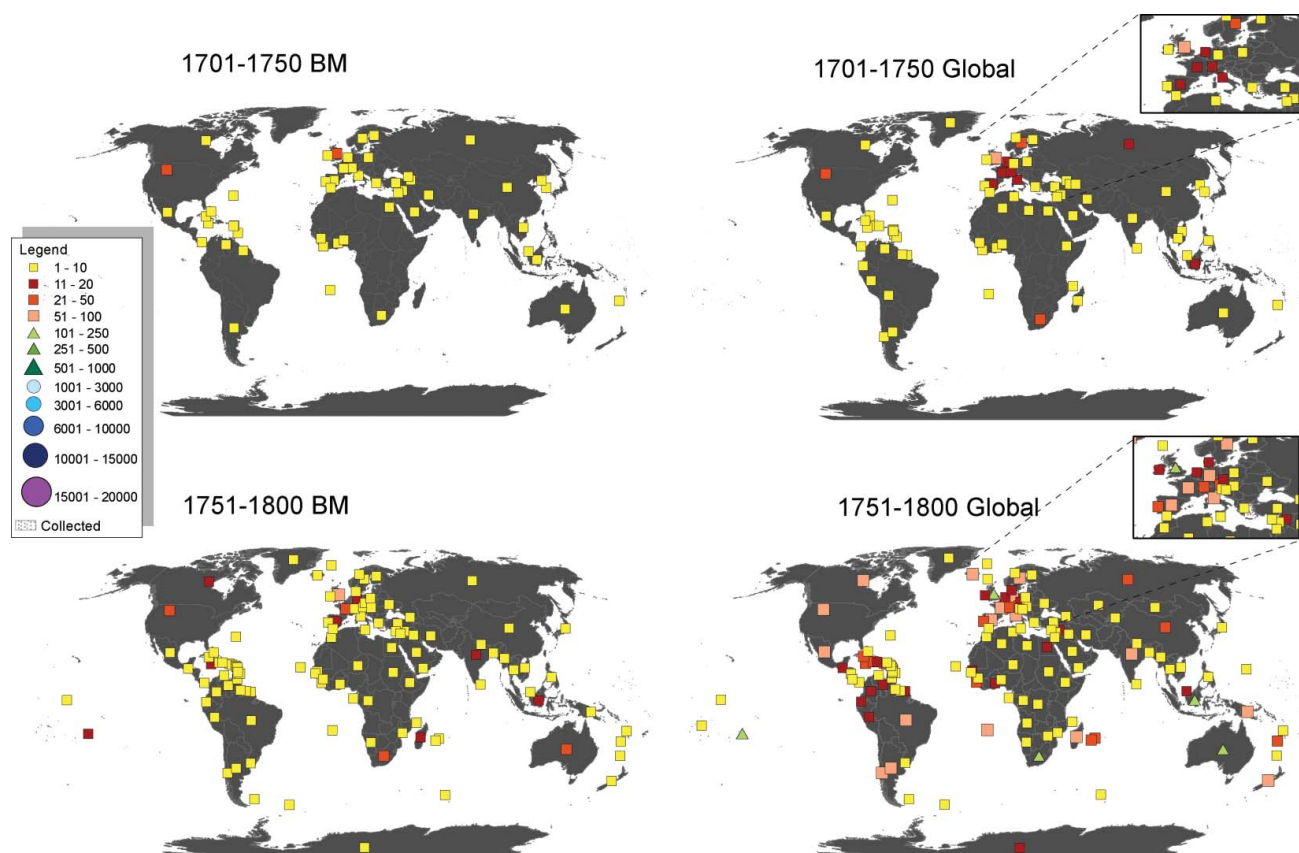 1701-1750 BM
1701-1750 Global
Legend
1 - 10
11 - 20
21 - 50
51 - 100
101 - 250
251 - 500
501 - 1000
1001 - 3000
3001 - 6000
6001 - 10000
10001 - 15000
15001 - 20000
Collected
1751-1800 BM
1751-1800 Global